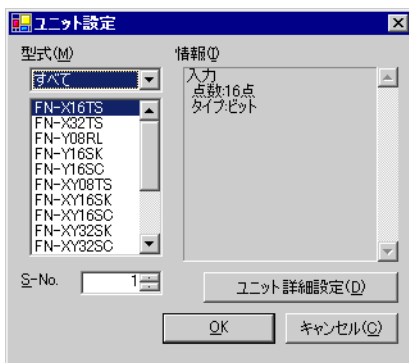 ユニット設定
型式(M)
すべて
FN-X16TS
FN-X32TS
FN-Y08RL
FN-Y16SK
FN-Y16SC
FN-XY08TS
FN-XY16SK
FN-XY16SC
FN-XY32SK
FN-XY32SC
S-No.
1
情報(I)
入力
点数:16点
タイプ:ビット
ユニット詳細設定(D)
OK
キャンセル(C)